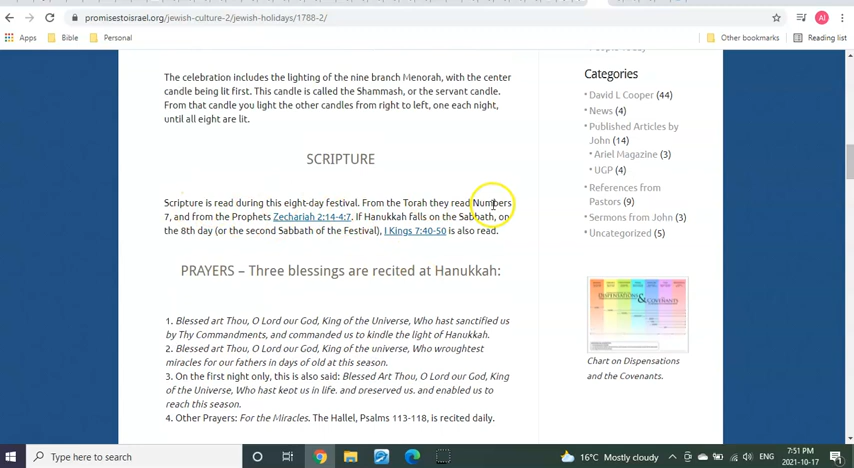 promisestoisrael.org/jewish-culture-2/jewish-holidays/1788-2/
Apps
Bible
Personal
Other bookmarks
Reading list
The celebration includes the lighting of the nine branch Menorah, with the center
candle being lit first. This candle is called the Shammash, or the servant candle.
From that candle you light the other candles from right to left, one each night,
until all eight are lit.
SCRIPTURE
Scripture is read during this eight-day festival. From the Torah they read Numbers
7, and from the Prophets Zechariah 2:14-4:7. If Hanukkah falls on the Sabbath, on
the 8th day (or the second Sabbath of the Festival), I Kings 7:40-50 is also read.
PRAYERS – Three blessings are recited at Hanukkah:
1. Blessed art Thou, O Lord our God, King of the Universe, Who hast sanctified us
by Thy Commandments, and commanded us to kindle the light of Hanukkah.
2. Blessed art Thou, O Lord our God, King of the universe, Who wroughtest
miracles for our fathers in days of old at this season.
3. On the first night only, this is also said: Blessed Art Thou, O Lord our God, King
of the Universe, Who hast kept us in life, and preserved us, and enabled us to
reach this season.
4. Other Prayers: For the Miracles. The Hallel, Psalms 113-118, is recited daily.
Categories
David L Cooper (44)
News (4)
Published Articles by
John (14)
Ariel Magazine (3)
UGP (4)
References from
Pastors (9)
Sermons from John (3)
Uncategorized (5)
DISPENSATIONS
& COVENANTS
Chart on Dispensations
and the Covenants.
Type here to search
16°C Mostly cloudy
ENG
7:51 PM
2021-10-17